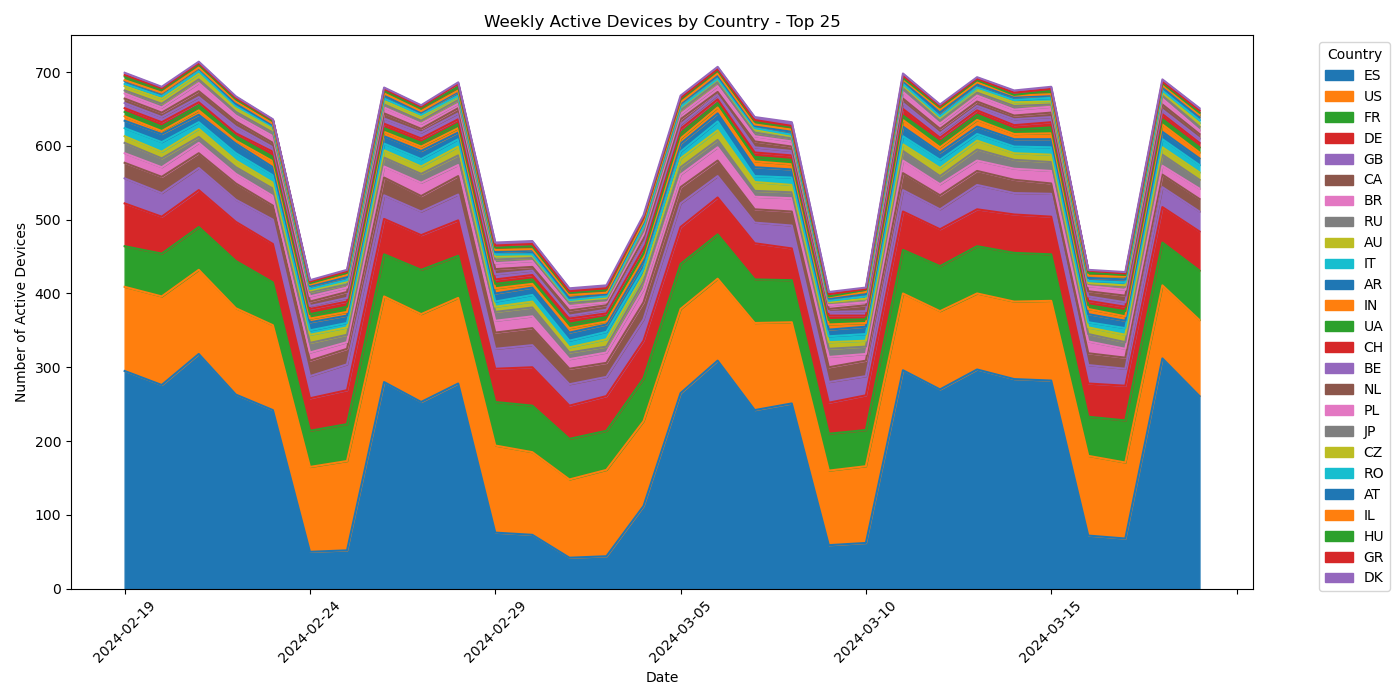 Weekly Active Devices by Country - Top 25
Number of Active Devices
700
600
500
400
300
200
100
0
2024-02-19
2024-02-24
2024-02-29
2024-03-05
2024-03-10
2024-03-15
Date
Country
ES
US
FR
DE
GB
CA
BR
RU
AU
IT
AR
IN
UA
CH
BE
NL
PL
JP
CZ
RO
AT
IL
HU
GR
DK